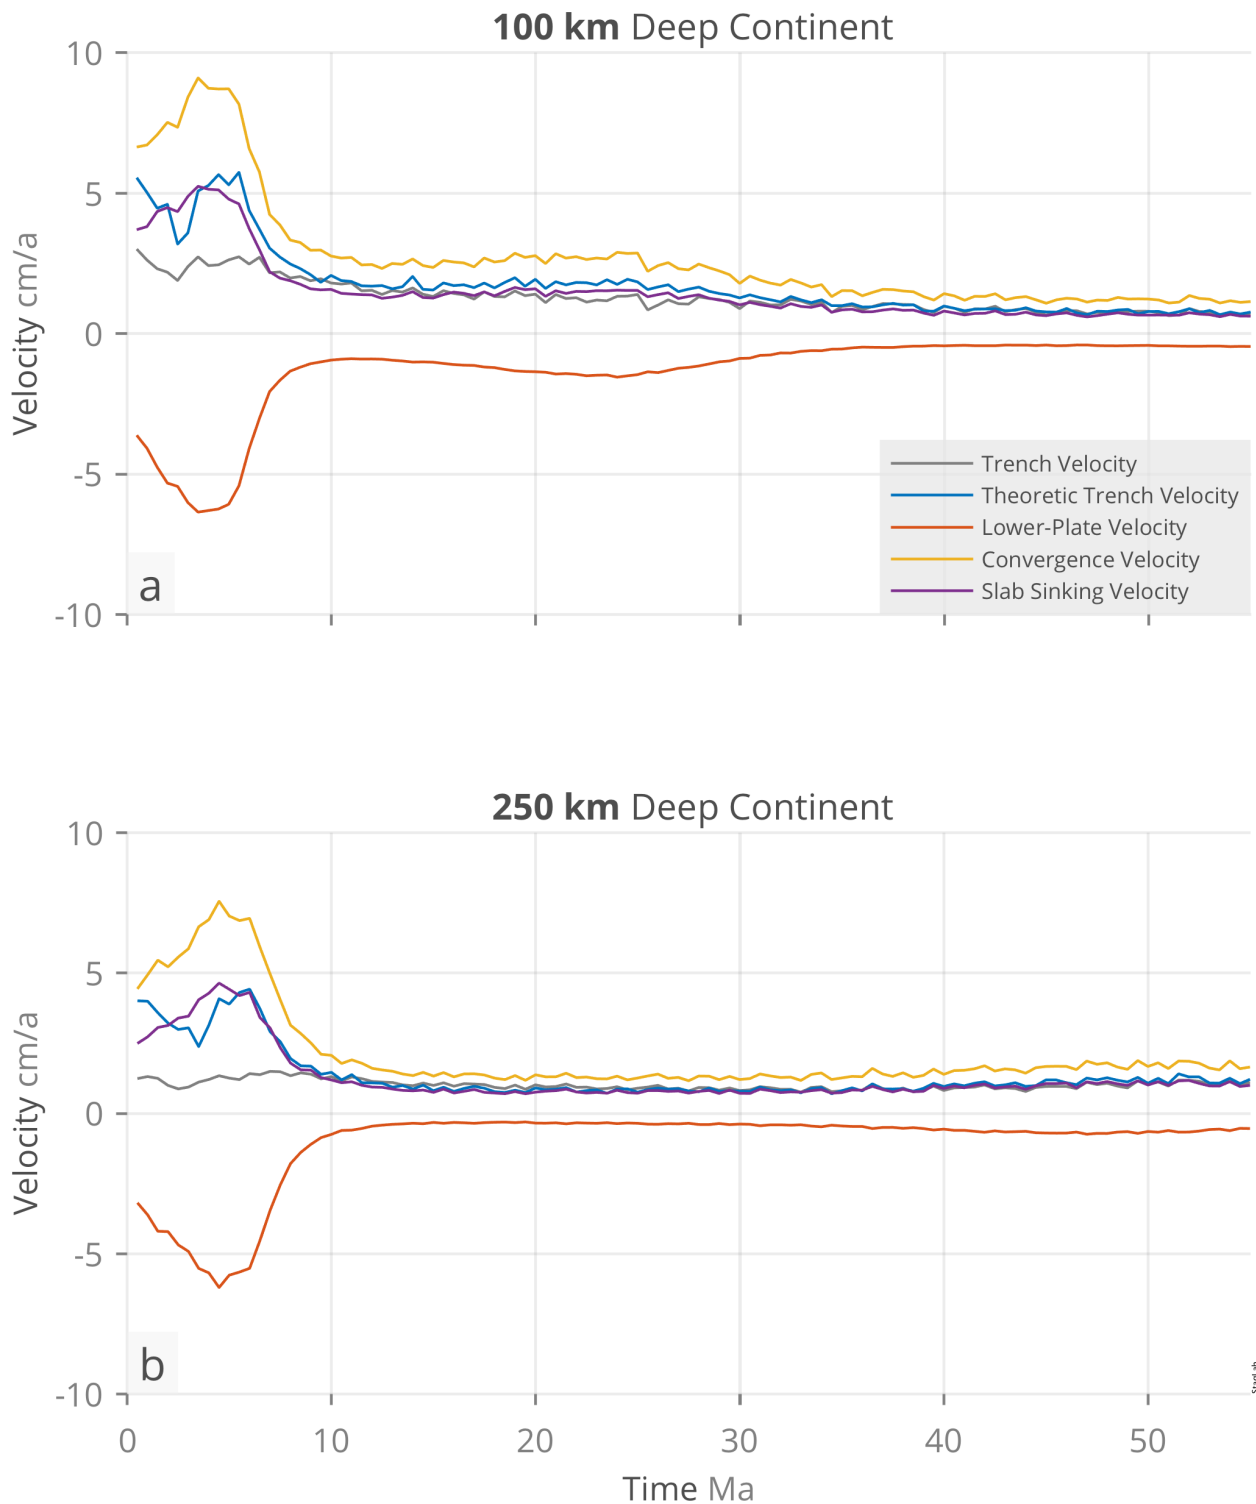 100 km Deep Continent
10
5
0
-5
-10
Velocity cm/a
Trench Velocity
Theoretic Trench Velocity
Lower-Plate Velocity
Convergence Velocity
Slab Sinking Velocity
a
250 km Deep Continent
10
5
0
-5
-10
Velocity cm/a
b
StagLab
0 10 20 30 40 50
Time Ma